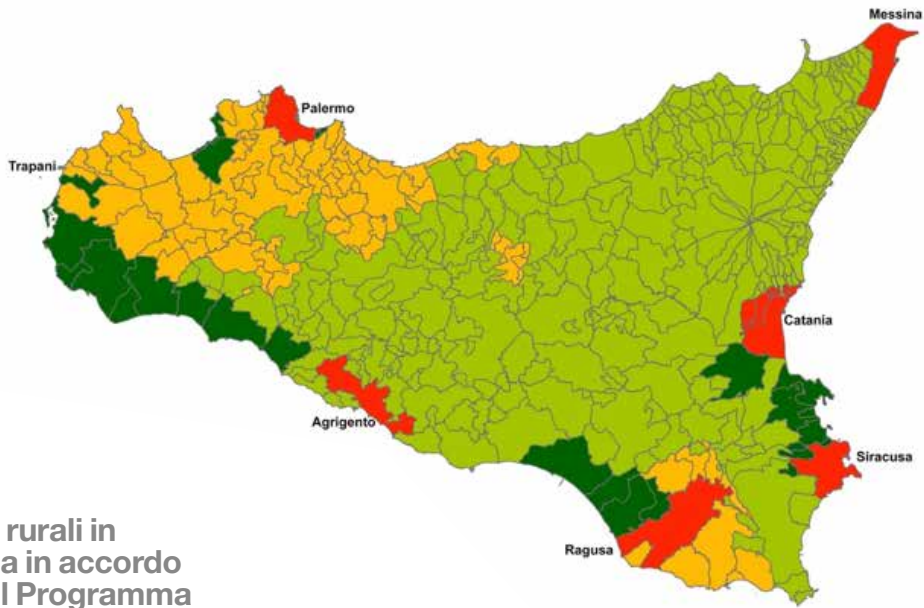 Messina
Palermo
Trapani
Catania
Agrigento
Siracusa
Ragusa
rurali in
a in accordo
l Programma